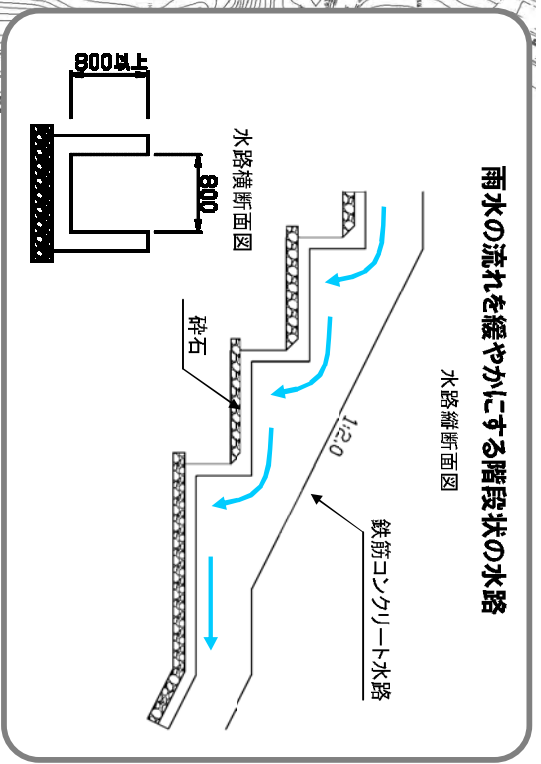 雨水の流れを緩やかにする階段状の水路
水路縦断面図
鉄筋コンクリート水路
1:2.0
砕石
水路横断面図
800
800以上